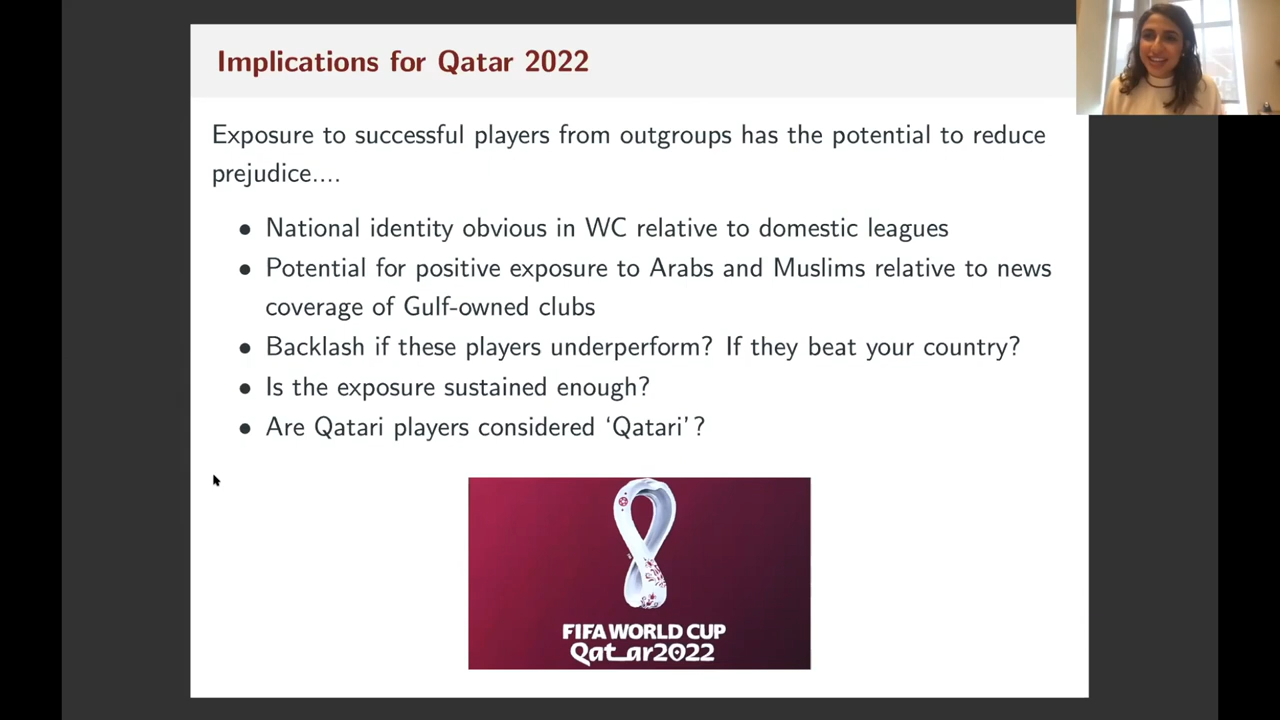 Implications for Qatar 2022
Exposure to successful players from outgroups has the potential to reduce
prejudice....
• National identity obvious in WC relative to domestic leagues
• Potential for positive exposure to Arabs and Muslims relative to news
coverage of Gulf-owned clubs
• Backlash if these players underperform? If they beat your country?
• Is the exposure sustained enough?
• Are Qatari players considered ‘Qatari’?
FIFA WORLD CUP
Qatar2022